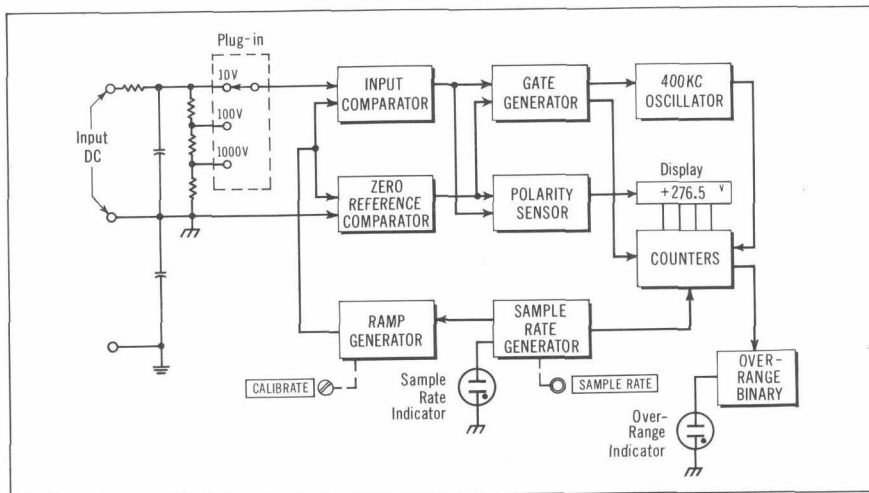 Plug-in
10V
100V
1000V
Input
DC
INPUT
COMPARATOR
GATE
GENERATOR
400KC
OSCILLATOR
ZERO
REFERENCE
COMPARATOR
POLARITY
SENSOR
Display
+276.5 V
COUNTERS
RAMP
GENERATOR
SAMPLE
RATE
GENERATOR
CALIBRATE
Sample
Rate
Indicator
SAMPLE RATE
OVER-
RANGE
BINARY
Over-
Range
Indicator